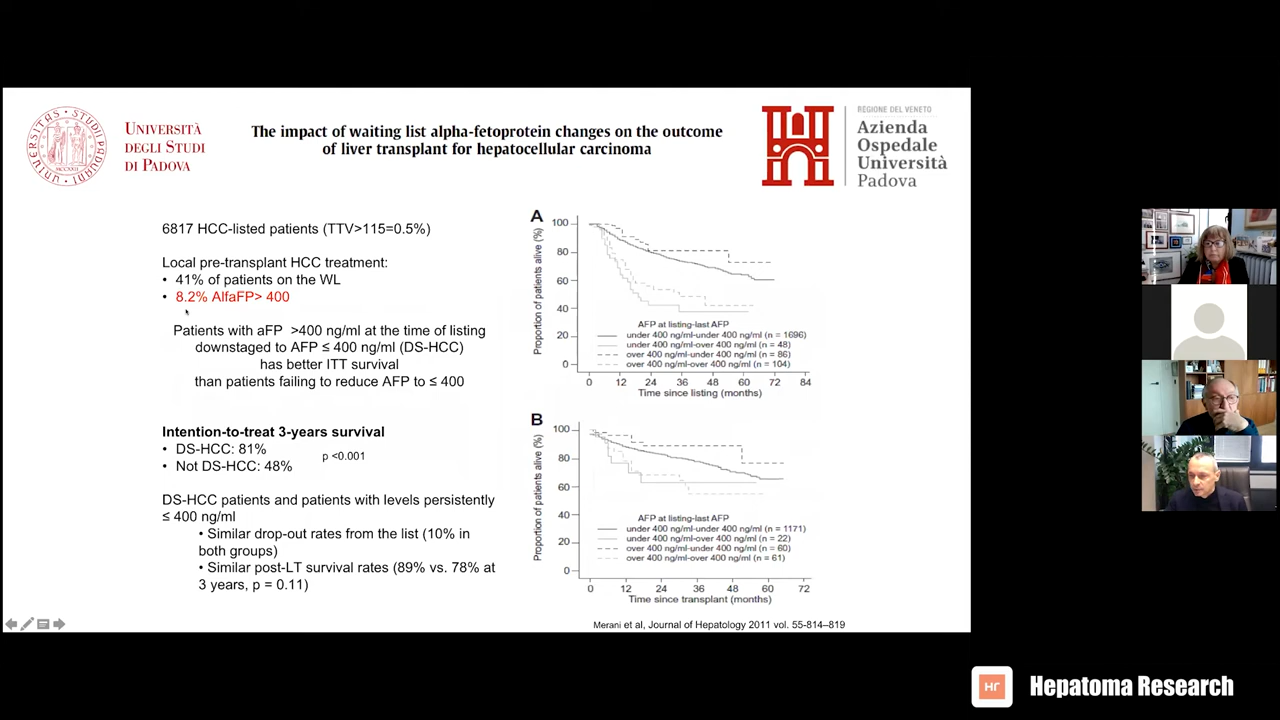 UNIVERSITÀ
DEGLI STUDI
DI PADOVA
The impact of waiting list alpha-fetoprotein changes on the outcome
of liver transplant for hepatocellular carcinoma
REGIONE DEL VENETO
Azienda
Ospedale
Università
Padova
6817 HCC-listed patients (TTV>115=0.5%)
Local pre-transplant HCC treatment:
• 41% of patients on the WL
• 8.2% AlfaFP> 400
Patients with aFP >400 ng/ml at the time of listing
downstaged to AFP ≤ 400 ng/ml (DS-HCC)
has better ITT survival
than patients failing to reduce AFP to ≤ 400
Intention-to-treat 3-years survival
• DS-HCC: 81%
• Not DS-HCC: 48%
p <0.001
DS-HCC patients and patients with levels persistently
≤ 400 ng/ml
• Similar drop-out rates from the list (10% in
both groups)
• Similar post-LT survival rates (89% vs. 78% at
3 years, p = 0.11)
A
Proportion of patients alive (%)
100
80
60
40
20
0
AFP at listing-last AFP
under 400 ng/ml-under 400 ng/ml (n = 1696)
under 400 ng/ml-over 400 ng/ml (n = 48)
over 400 ng/ml-under 400 ng/ml (n = 86)
over 400 ng/ml-over 400 ng/ml (n = 104)
0 12 24 36 48 60 72 84
Time since listing (months)
B
Proportion of patients alive (%)
100
80
60
40
20
0
AFP at listing-last AFP
under 400 ng/ml-under 400 ng/ml (n = 1171)
under 400 ng/ml-over 400 ng/ml (n = 22)
over 400 ng/ml-under 400 ng/ml (n = 60)
over 400 ng/ml-over 400 ng/ml (n = 61)
0 12 24 36 48 60 72
Time since transplant (months)
Merani et al, Journal of Hepatology 2011 vol. 55-814–819
Hr
Hepatoma Research